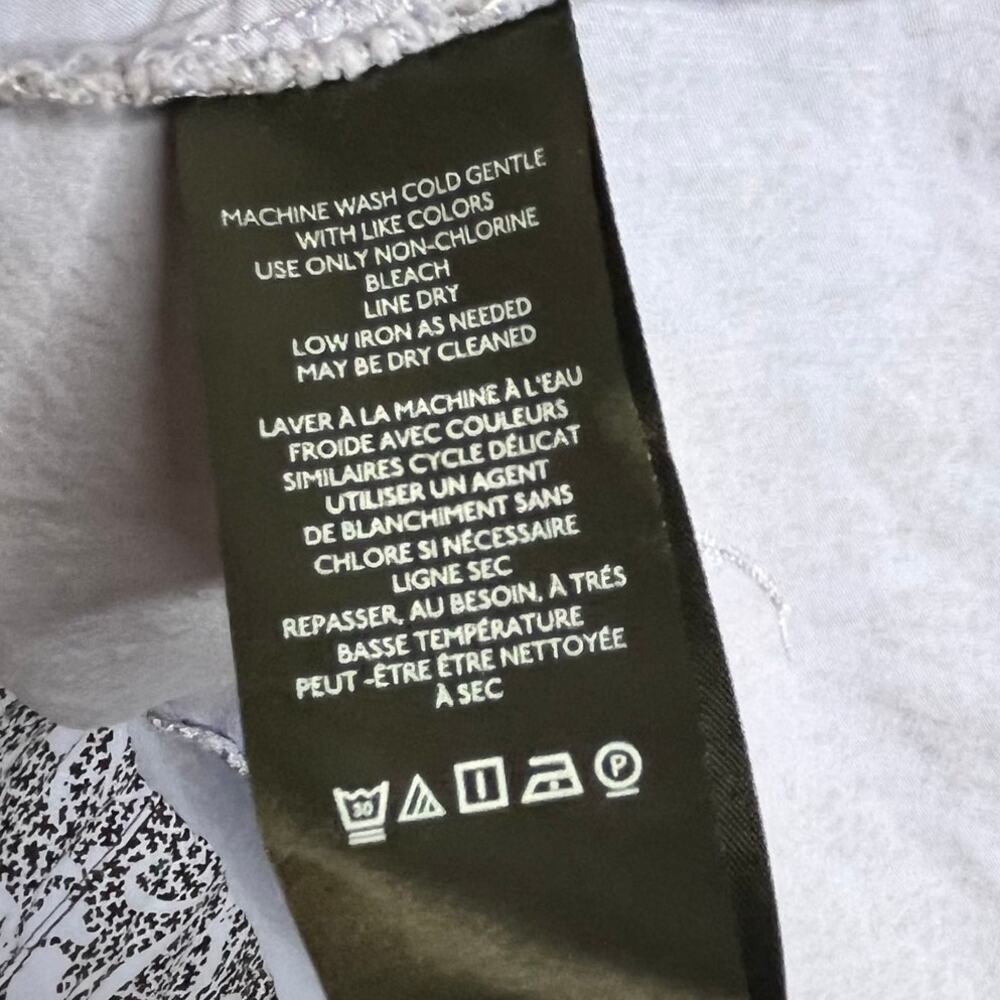 MACHINE WASH COLD GENTLE
WITH LIKE COLORS
USE ONLY NON-CHLORINE
BLEACH
LINE DRY
LOW IRON AS NEEDED
MAY BE DRY CLEANED
LAVER À LA MACHINE À L'EAU
FROIDE AVEC COULEURS
SIMILAIRES CYCLE DÉLICAT
UTILISER UN AGENT
DE BLANCHIMENT SANS
CHLORE SI NÉCESSAIRE
LIGNE SEC
REPASSER, AU BESOIN, À TRÉS
BASSE TEMPÉRATURE
PEUT -ÊTRE ÊTRE NETTOYÉE
À SEC
30 P